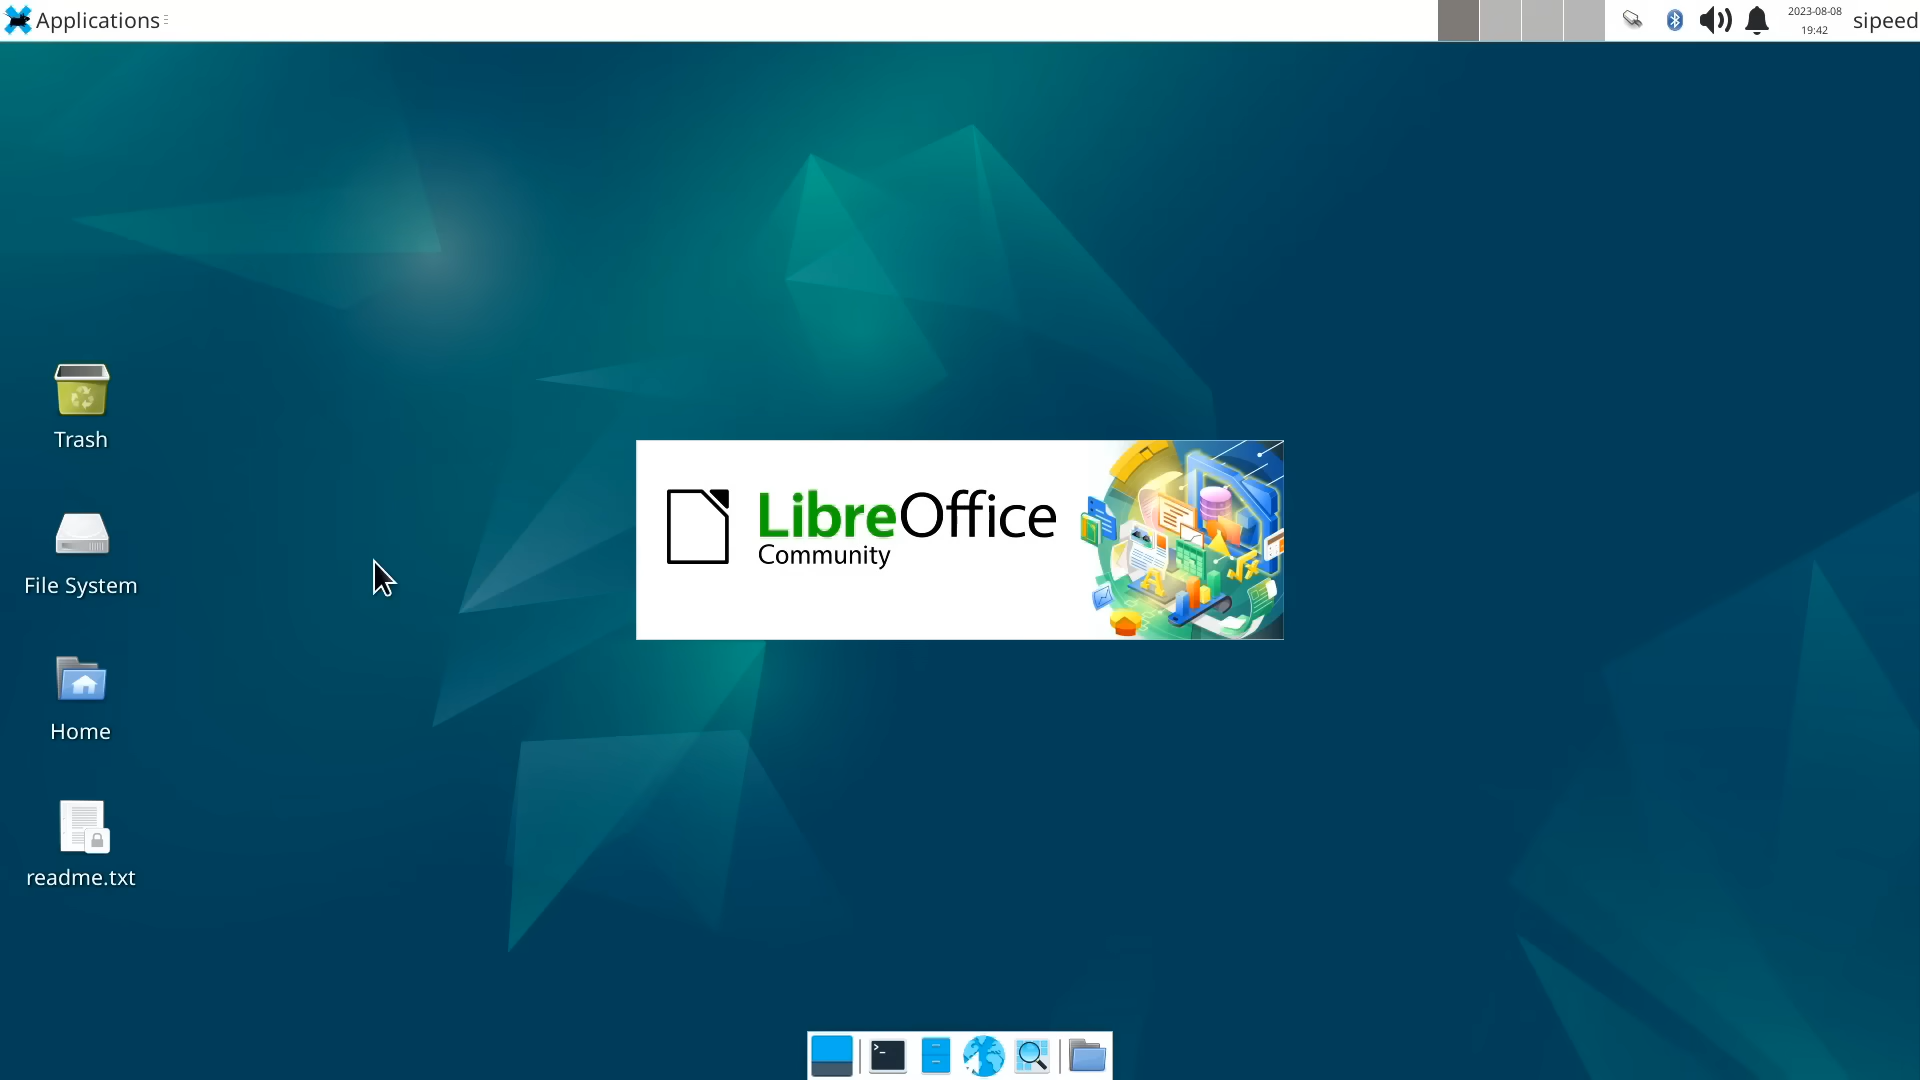 Applications
2023-08-08
19:42
sipeed
LibreOffice
Community
Trash
File System
Home
readme.txt